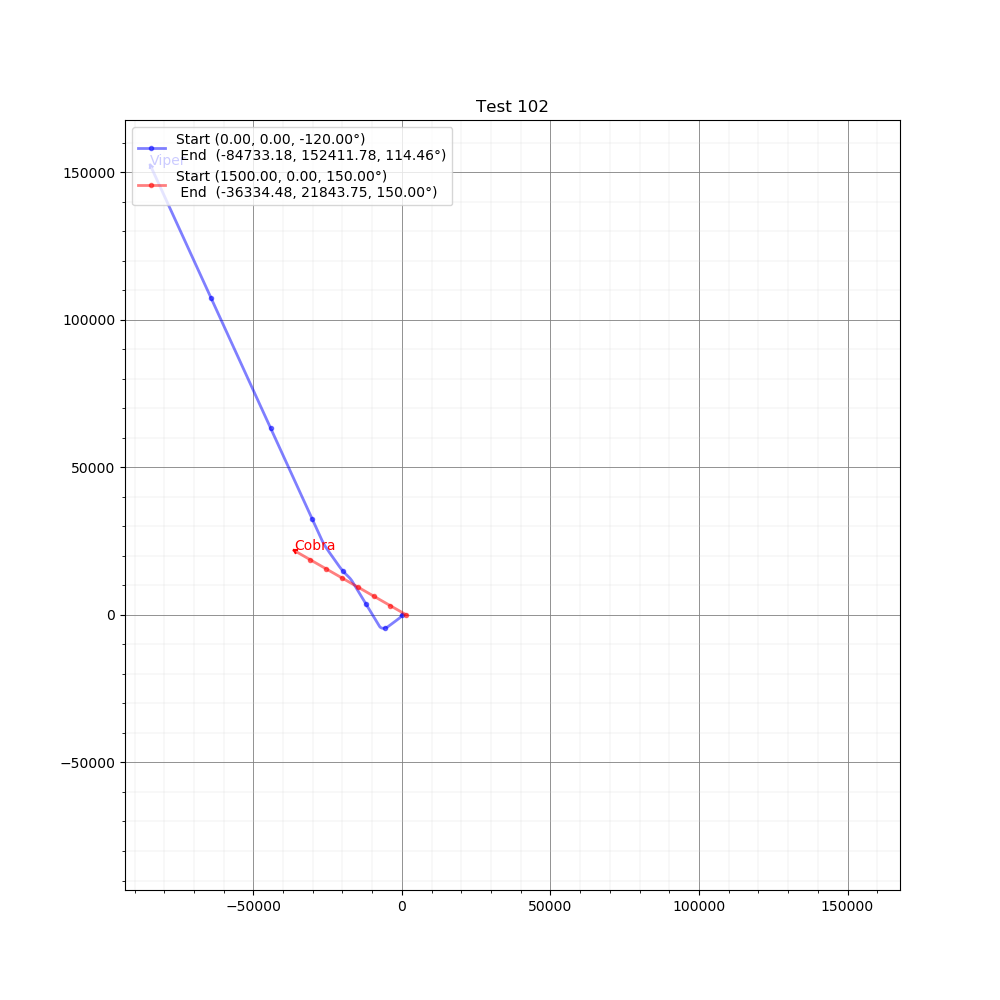 Test 102
Start (0.00, 0.00, -120.00°)
End  (-84733.18, 152411.78, 114.46°)
Start (1500.00, 0.00, 150.00°)
End  (-36334.48, 21843.75, 150.00°)
Viper
150000
100000
50000
Cobra
0
−50000
−50000
0
50000
100000
150000